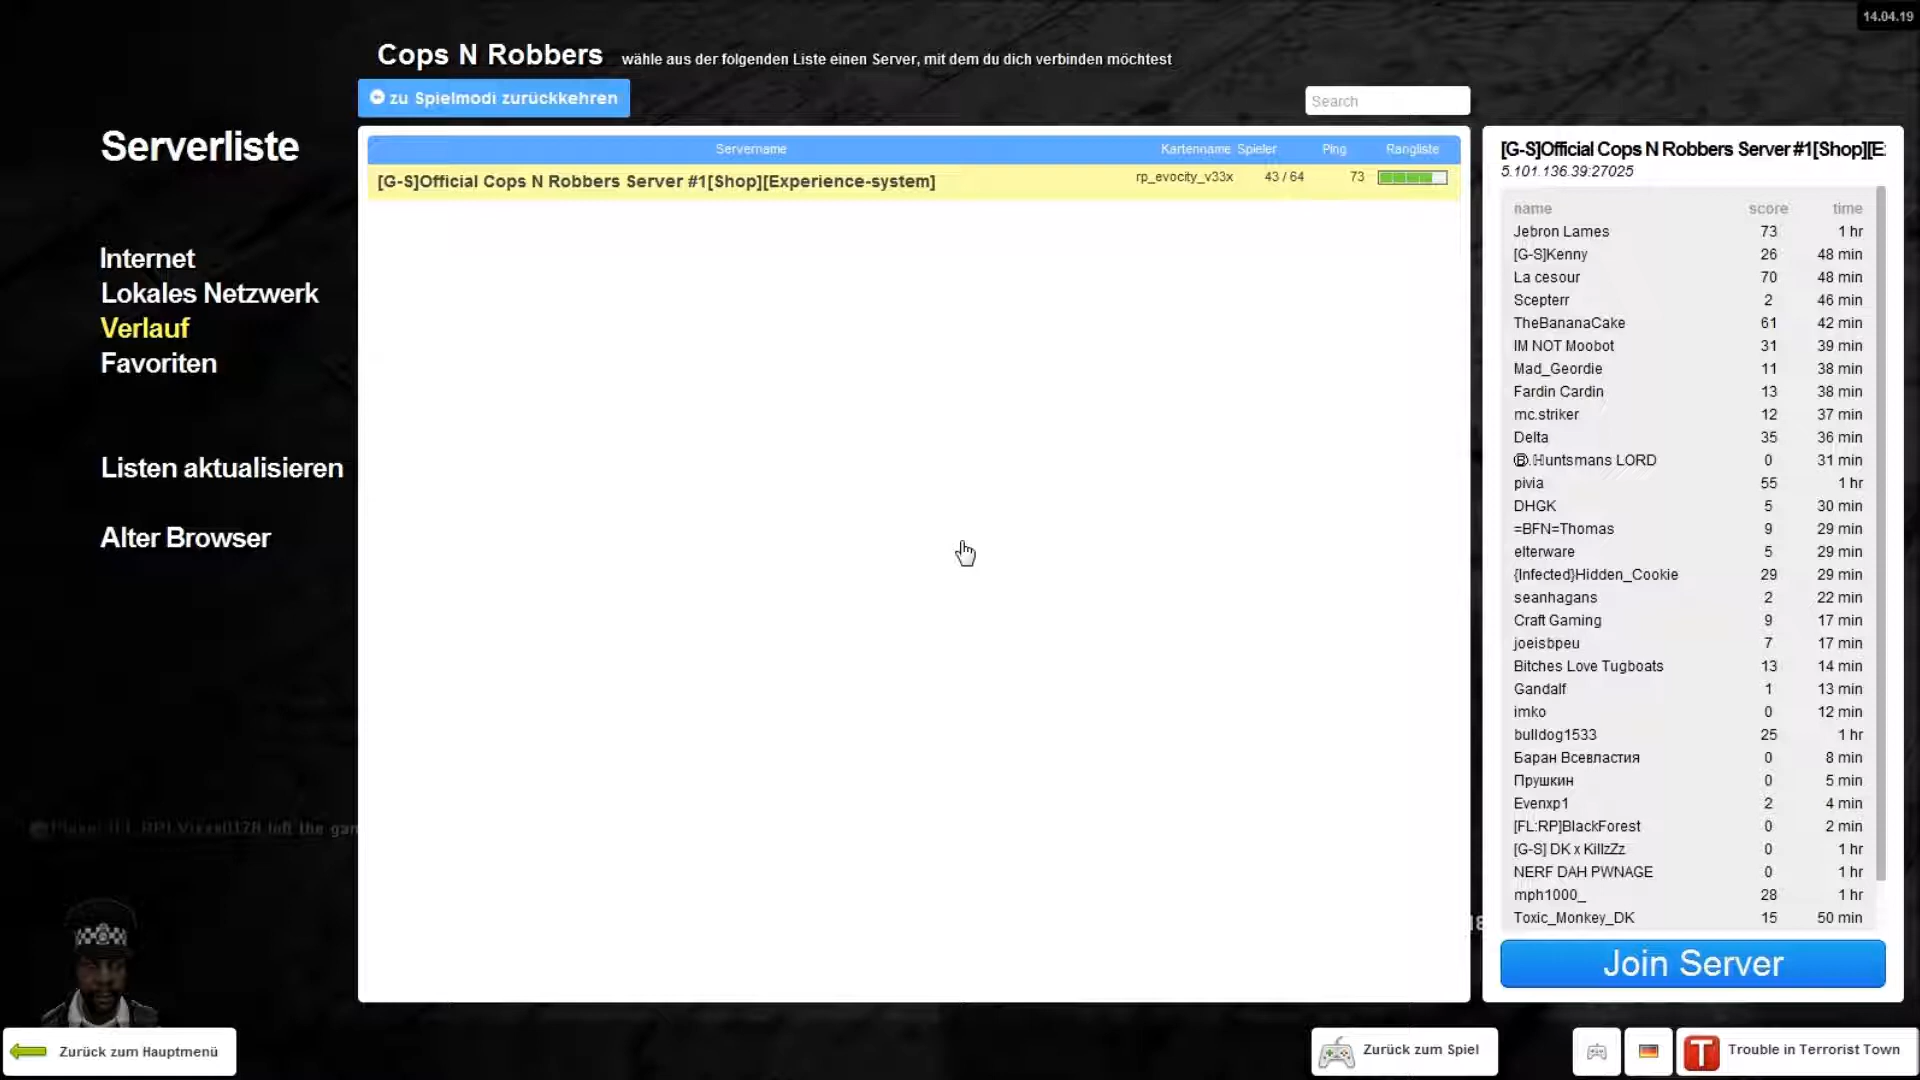 14.04.19
Cops N Robbers wähle aus der folgenden Liste einen Server, mit dem du dich verbinden möchtest
zu Spielmodi zurückkehren
Search
Serverliste
Internet
Lokales Netzwerk
Verlauf
Favoriten
Listen aktualisieren
Alter Browser
Servername Kartenname Spieler Ping Rangliste
[G-S]Official Cops N Robbers Server #1[Shop][Experience-system] rp_evocity_v33x 43 / 64 73
[G-S]Official Cops N Robbers Server #1[Shop][E
5.101.136.39:27025
name score time
Jebron Lames 73 1 hr
[G-S]Kenny 26 48 min
La cesour 70 48 min
Scepterr 2 46 min
TheBananaCake 61 42 min
IM NOT Moobot 31 39 min
Mad_Geordie 11 38 min
Fardin Cardin 13 38 min
mc.striker 12 37 min
Delta 35 36 min
Ⓑ.Huntsmans LORD 0 31 min
pivia 55 1 hr
DHGK 5 30 min
=BFN=Thomas 9 29 min
elterware 5 29 min
{Infected}Hidden_Cookie 29 29 min
seanhagans 2 22 min
Craft Gaming 9 17 min
joeisbpeu 7 17 min
Bitches Love Tugboats 13 14 min
Gandalf 1 13 min
imko 0 12 min
bulldog1533 25 1 hr
Баран Всевластия 0 8 min
Прушкин 0 5 min
Evenxp1 2 4 min
[FL:RP]BlackForest 0 2 min
[G-S] DK x KillzZz 0 1 hr
NERF DAH PWNAGE 0 1 hr
mph1000_ 28 1 hr
Toxic_Monkey_DK 15 50 min
Join Server
left the gam
Zurück zum Hauptmenü
Zurück zum Spiel
T Trouble in Terrorist Town